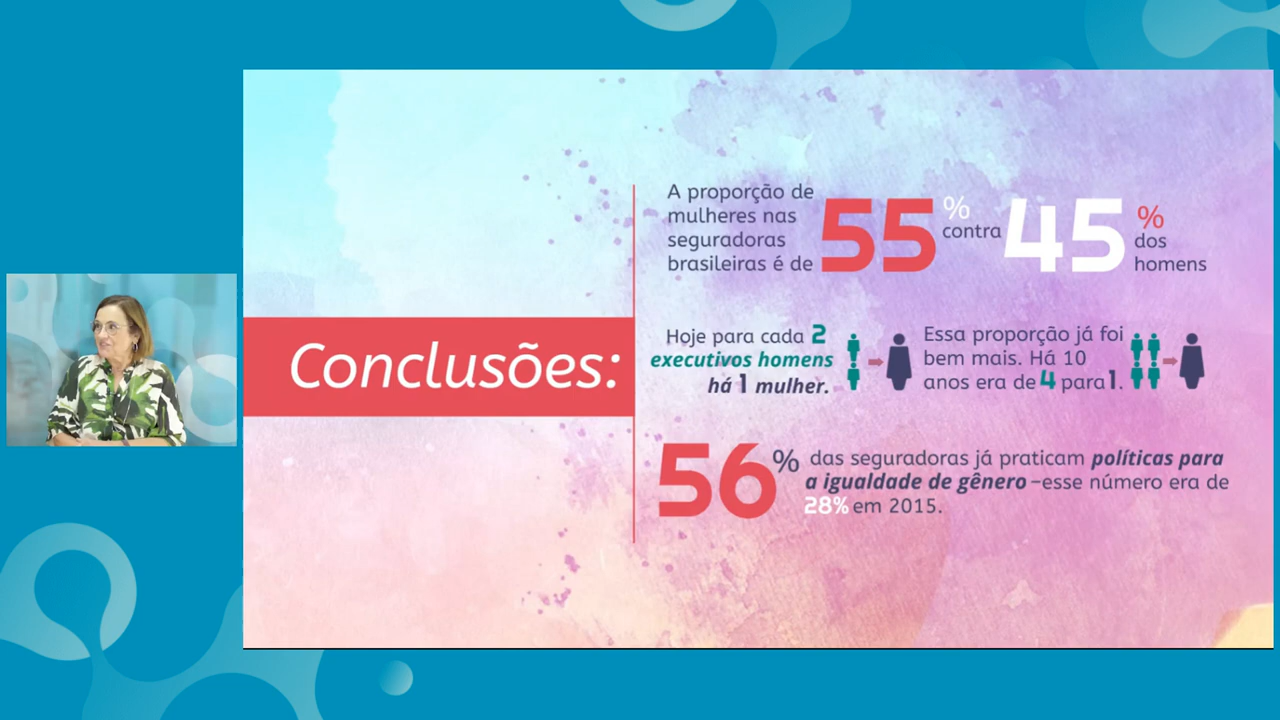 Conclusões:
A proporção de
mulheres nas
seguradoras
brasileiras é de
55% contra 45% dos homens
Hoje para cada 2
executivos homens
há 1 mulher.
Essa proporção já foi
bem mais. Há 10
anos era de 4 para 1.
56% das seguradoras já praticam políticas para
a igualdade de gênero –esse número era de
28% em 2015.